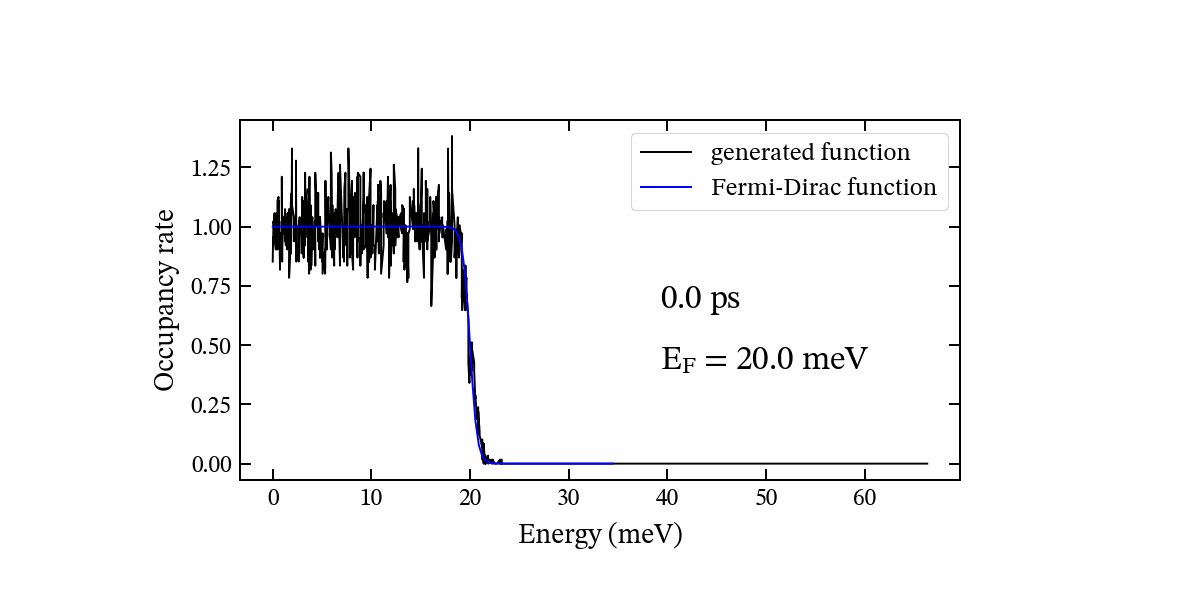 generated function
Fermi-Dirac function
1.25
1.00
0.75
0.50
0.25
0.00
Occupancy rate
0.0 ps
E_F = 20.0 meV
0 10 20 30 40 50 60
Energy (meV)